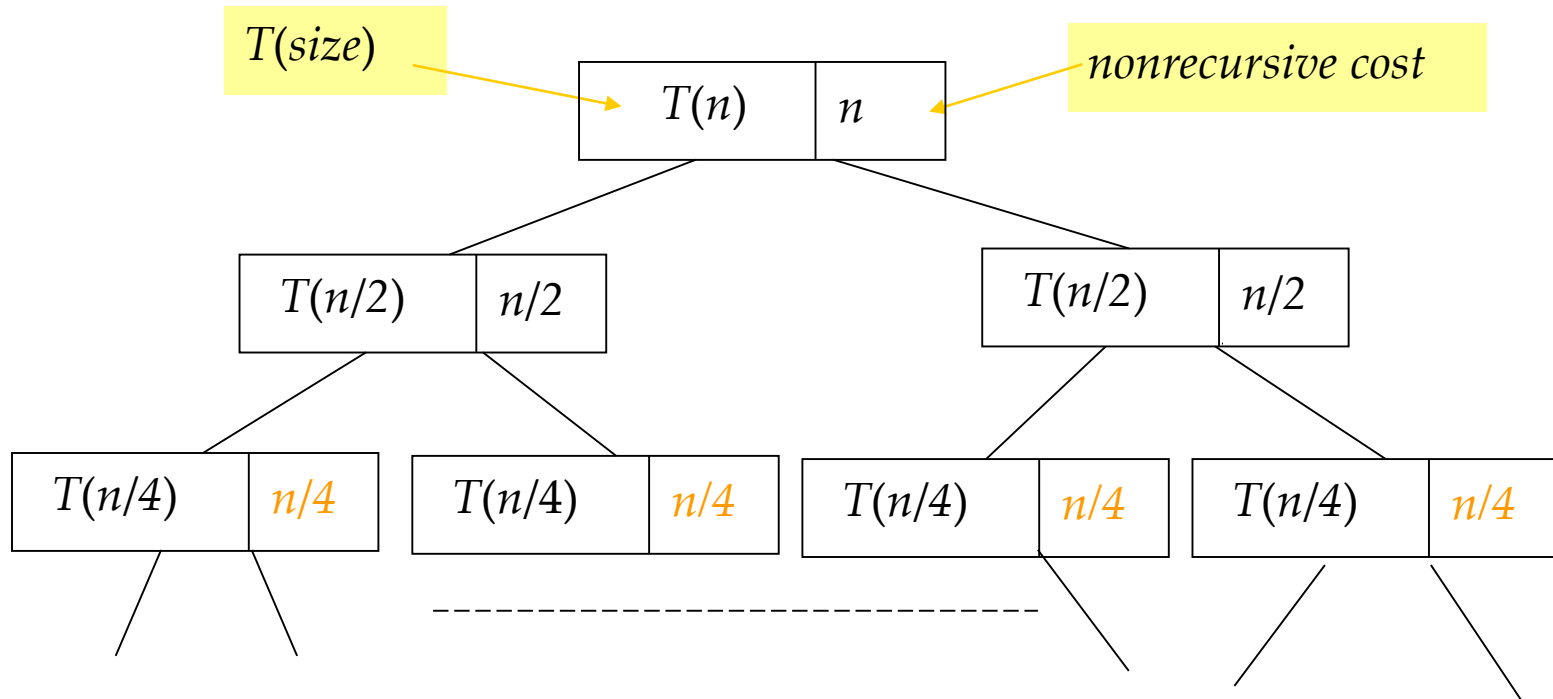 T(size)
nonrecursive cost
T(n) n
T(n/2) n/2
T(n/2) n/2
T(n/4) n/4
T(n/4) n/4
T(n/4) n/4
T(n/4) n/4